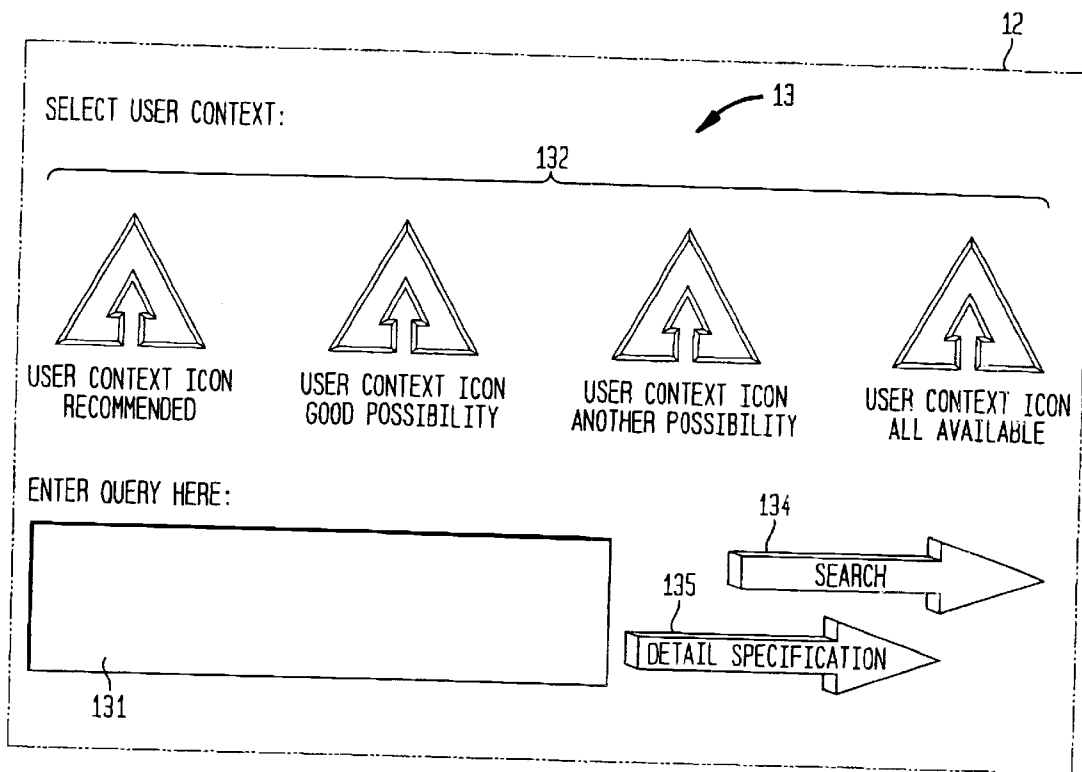 12
SELECT USER CONTEXT:
13
132
USER CONTEXT ICON
RECOMMENDED
USER CONTEXT ICON
GOOD POSSIBILITY
USER CONTEXT ICON
ANOTHER POSSIBILITY
USER CONTEXT ICON
ALL AVAILABLE
ENTER QUERY HERE:
134
SEARCH
135
DETAIL SPECIFICATION
131